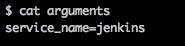 $ cat arguments
service_name=jenkins